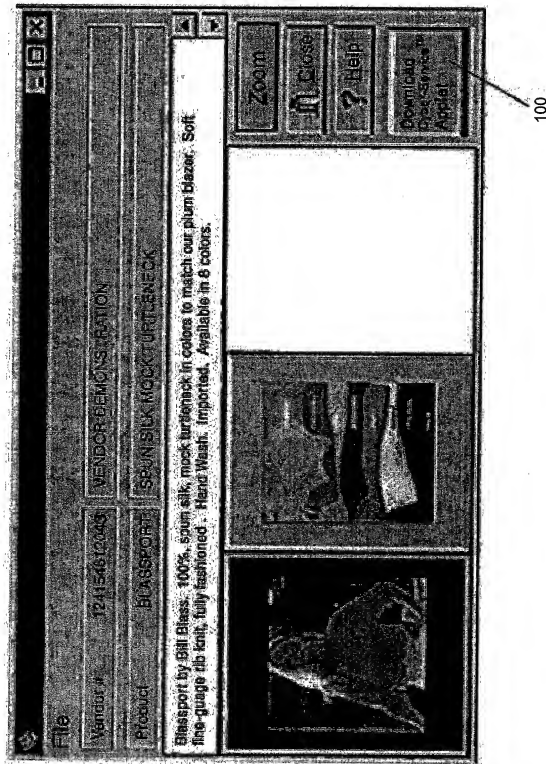 File
Vendor # 124154612043 VENDOR DEMONSTRATION
Product BLASSPORT SPUN SILK MOCK TURTLENECK
Blassport by Bill Blass. 100% spun silk, mock turtleneck in colors to match our plum blazer. Soft
fine-guage rib knit, fully fashioned. Hand Wash. Imported. Available in 8 colors.
Zoom
Close
? Help
Download
Applet
100